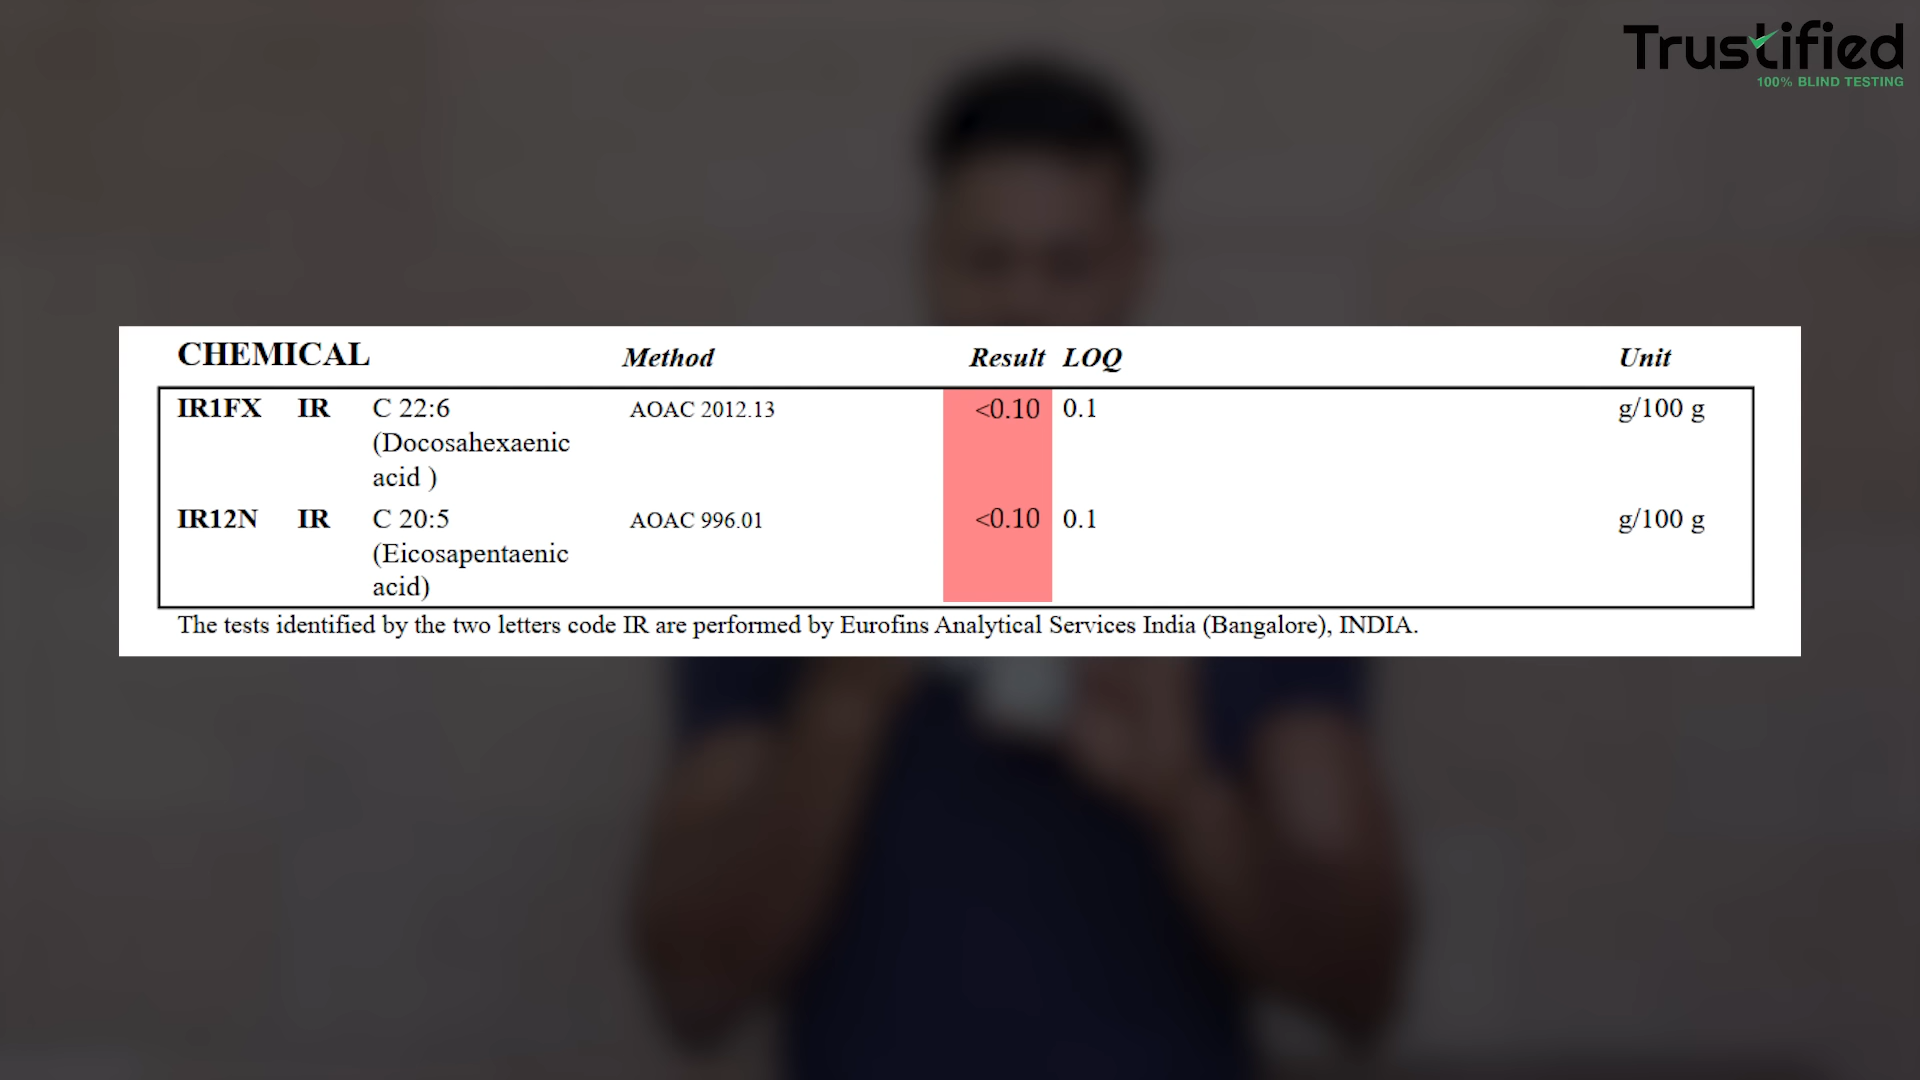 Trustified
100% BLIND TESTING
CHEMICAL Method Result LOQ Unit
IR1FX IR C 22:6 AOAC 2012.13 <0.10 0.1 g/100 g
(Docosahexaenic
acid )
IR12N IR C 20:5 AOAC 996.01 <0.10 0.1 g/100 g
(Eicosapentaenic
acid)
The tests identified by the two letters code IR are performed by Eurofins Analytical Services India (Bangalore), INDIA.